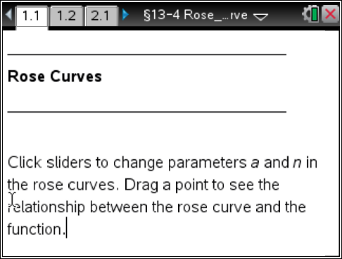 1.1 1.2 2.1 §13-4 Rose_...rve
Rose Curves
Click sliders to change parameters a and n in
the rose curves. Drag a point to see the
relationship between the rose curve and the
function.